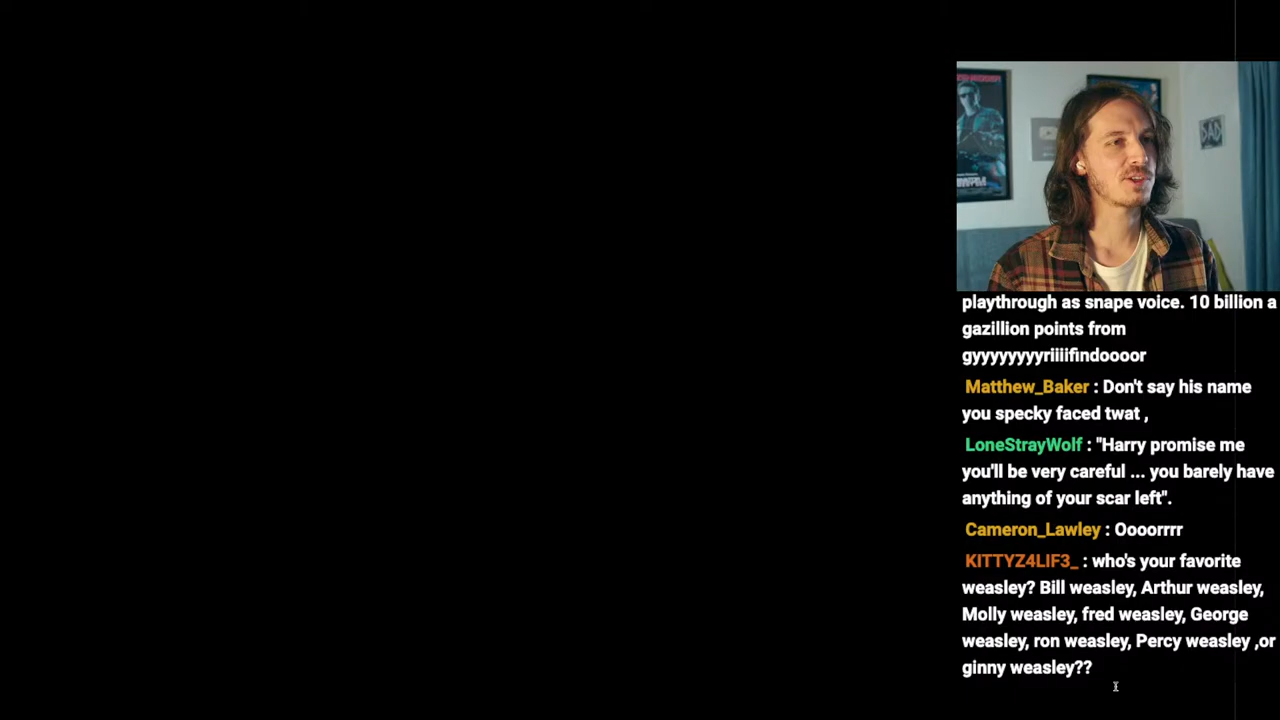 DAD
playthrough as snape voice. 10 billion a
gazillion points from
gyyyyyyyyriiiifindoooor
Matthew_Baker : Don't say his name
you specky faced twat ,
LoneStrayWolf : "Harry promise me
you'll be very careful ... you barely have
anything of your scar left".
Cameron_Lawley : Oooorrrr
KITTYZ4LIF3_ : who's your favorite
weasley? Bill weasley, Arthur weasley,
Molly weasley, fred weasley, George
weasley, ron weasley, Percy weasley ,or
ginny weasley??